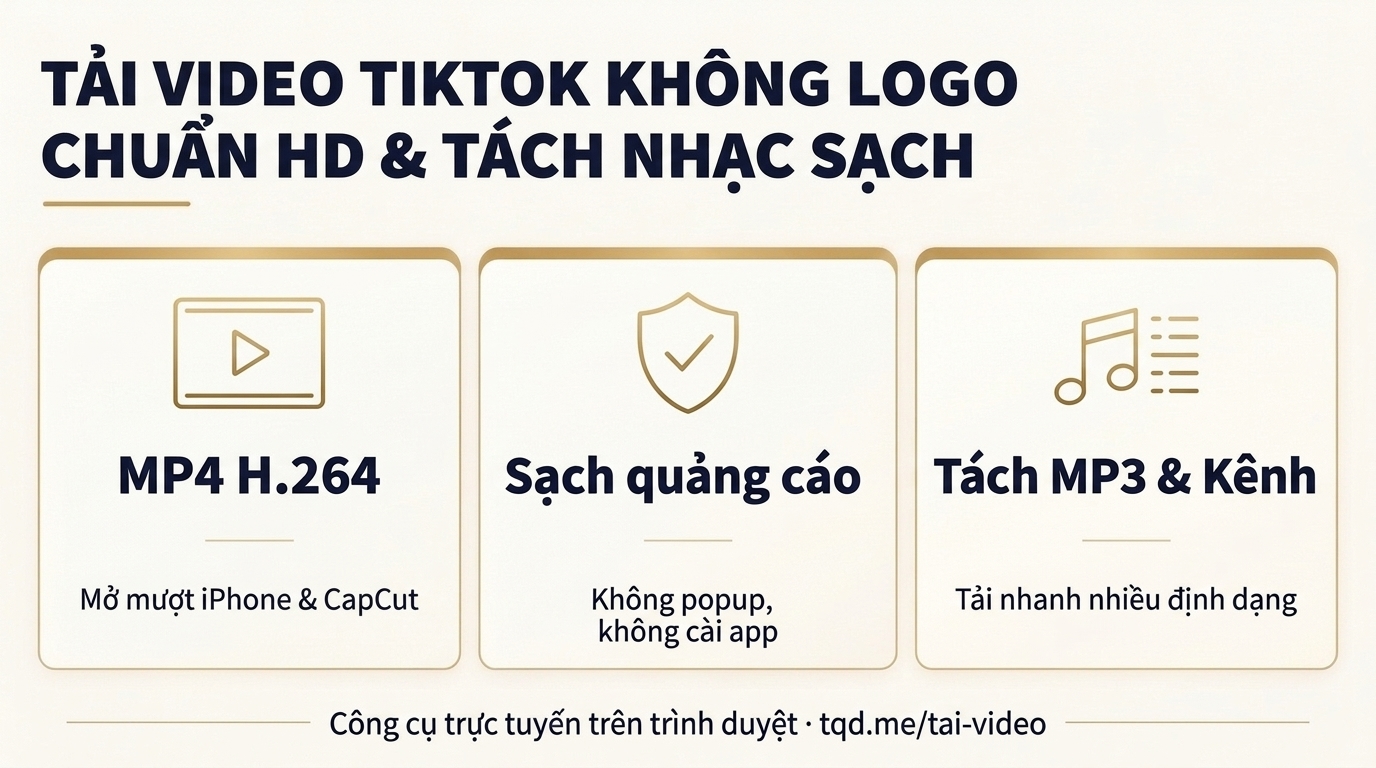 TẢI VIDEO TIKTOK KHÔNG LOGO
CHUẨN HD & TÁCH NHẠC SẠCH
MP4 H.264
Mở mượt iPhone & CapCut
Sạch quảng cáo
Không popup,
không cài app
Tách MP3 & Kênh
Tải nhanh nhiều định dạng
Công cụ trực tuyến trên trình duyệt · tqd.me/tai-video